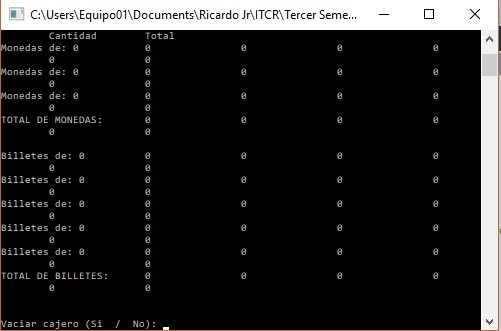 C:\Users\Equipo01\Documents\Ricardo Jr\ITCR\Tercer Seme...
Cantidad Total
Monedas de: 0 0 0 0 0
0 0
Monedas de: 0 0 0 0 0
0 0
Monedas de: 0 0 0 0 0
0 0
TOTAL DE MONEDAS: 0 0 0 0
0 0
Billetes de: 0 0 0 0 0
0 0
Billetes de: 0 0 0 0 0
0 0
Billetes de: 0 0 0 0 0
0 0
Billetes de: 0 0 0 0 0
0 0
Billetes de: 0 0 0 0 0
0 0
TOTAL DE BILLETES: 0 0 0 0
0 0
Vaciar cajero (Si / No):